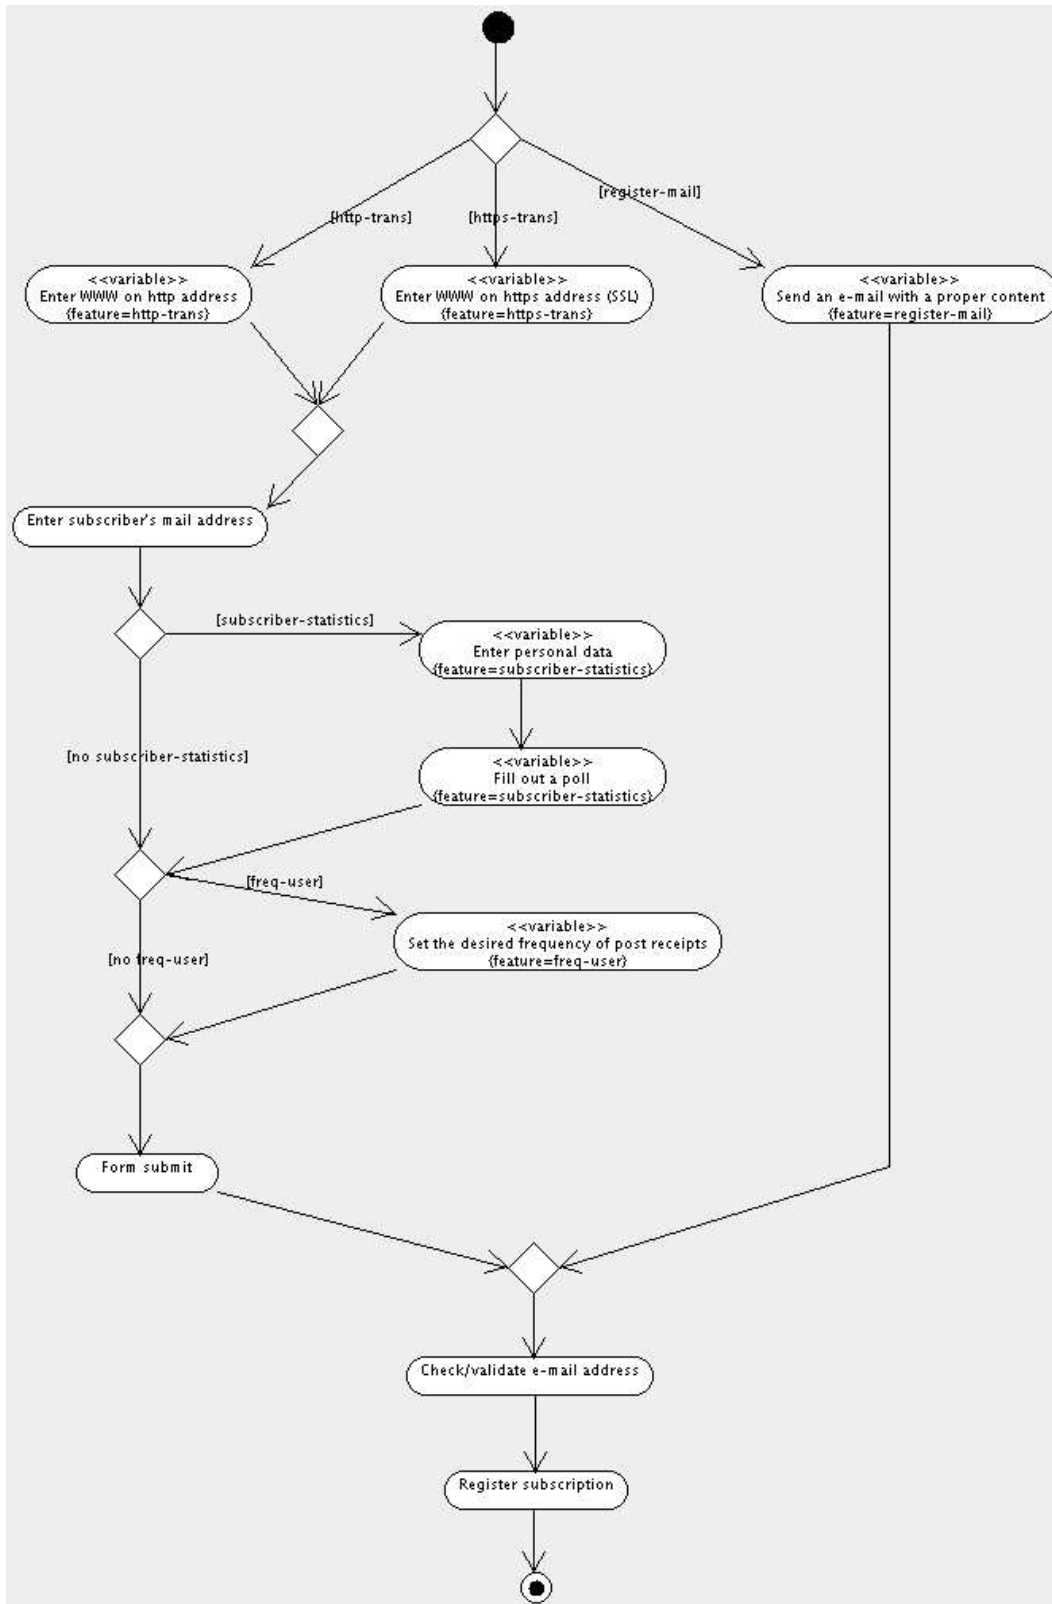 [register-mail]
[http-trans]
[https-trans]
<<variable>>
Enter WWW on http address
{feature=http-trans}
<<variable>>
Enter WWW on https address (SSL)
{feature=https-trans}
<<variable>>
Send an e-mail with a proper content
{feature=register-mail}
Enter subscriber's mail address
[subscriber-statistics]
<<variable>>
Enter personal data
{feature=subscriber-statistics}
[no subscriber-statistics]
<<variable>>
Fill out a poll
{feature=subscriber-statistics}
[freq-user]
<<variable>>
Set the desired frequency of post receipts
{feature=freq-user}
[no freq-user]
Form submit
Check/validate e-mail address
Register subscription